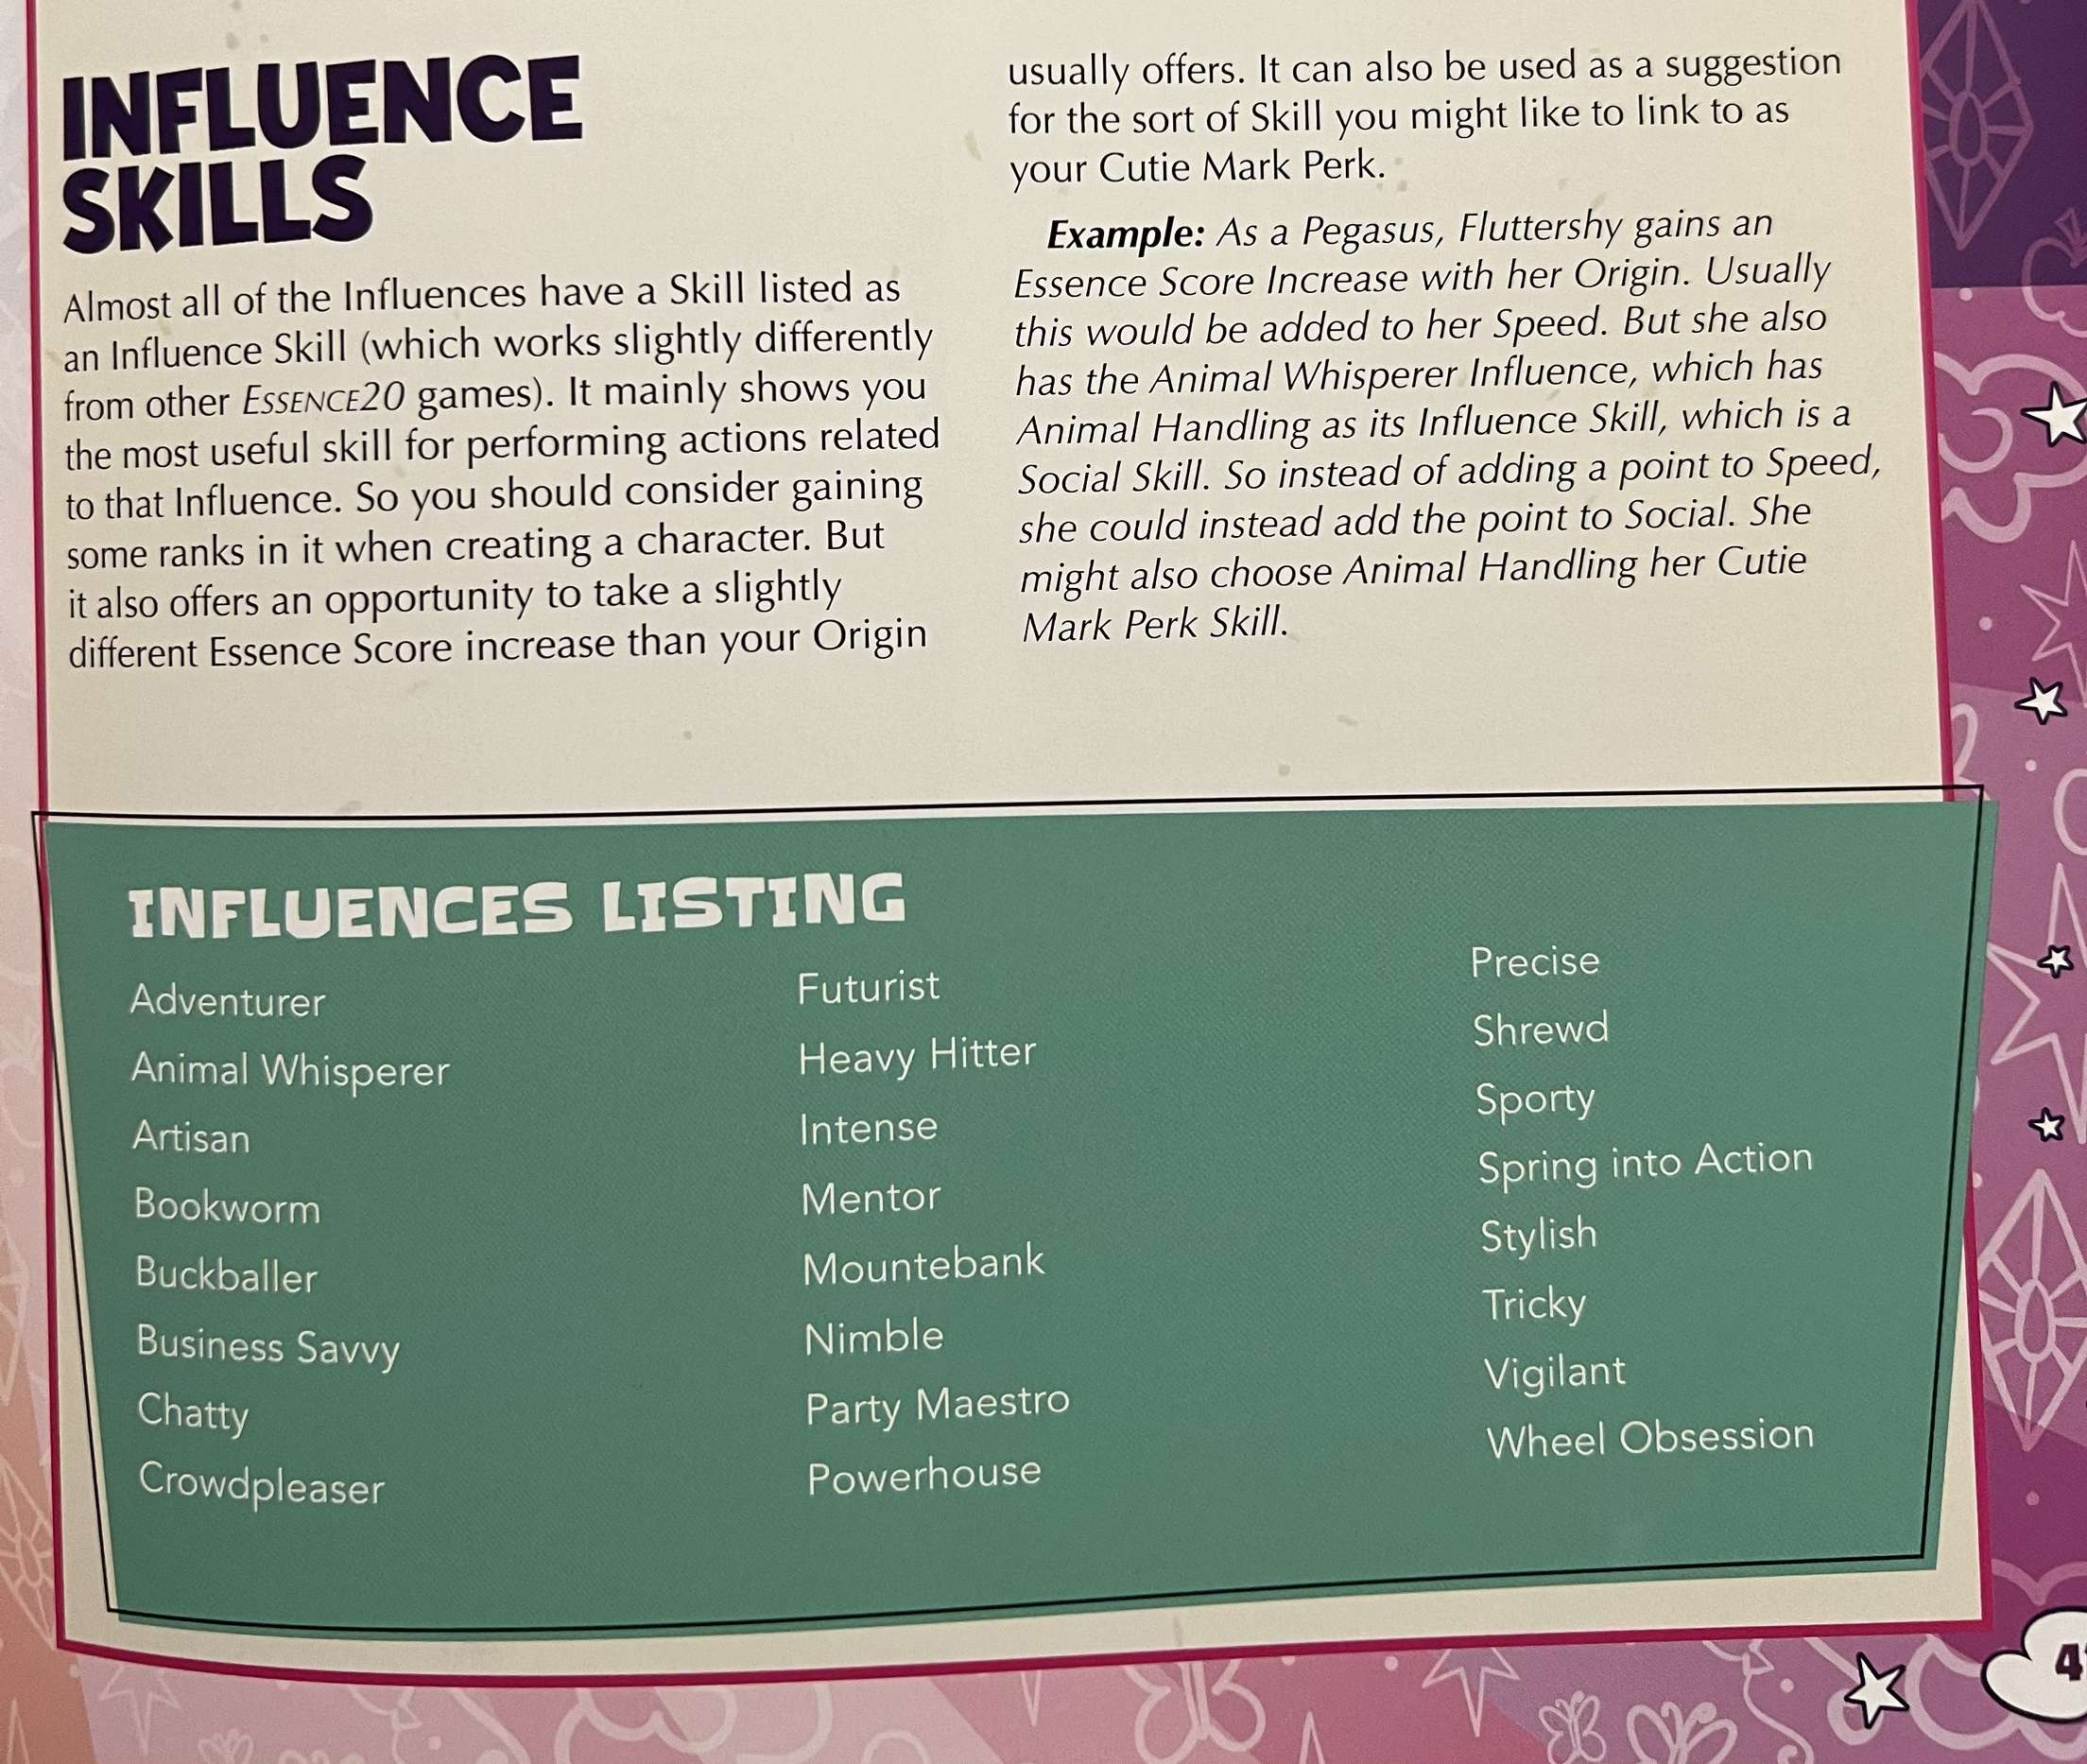 INFLUENCE
SKILLS
Almost all of the Influences have a Skill listed as
an Influence Skill (which works slightly differently
from other ESSENCE20 games). It mainly shows you
the most useful skill for performing actions related
to that Influence. So you should consider gaining
some ranks in it when creating a character. But
it also offers an opportunity to take a slightly
different Essence Score increase than your Origin
usually offers. It can also be used as a suggestion
for the sort of Skill you might like to link to as
your Cutie Mark Perk.
Example: As a Pegasus, Fluttershy gains an
Essence Score Increase with her Origin. Usually
this would be added to her Speed. But she also
has the Animal Whisperer Influence, which has
Animal Handling as its Influence Skill, which is a
Social Skill. So instead of adding a point to Speed,
she could instead add the point to Social. She
might also choose Animal Handling her Cutie
Mark Perk Skill.
INFLUENCES LISTING
Adventurer
Animal Whisperer
Artisan
Bookworm
Buckballer
Business Savvy
Chatty
Crowdpleaser
Futurist
Heavy Hitter
Intense
Mentor
Mountebank
Nimble
Party Maestro
Powerhouse
Precise
Shrewd
Sporty
Spring into Action
Stylish
Tricky
Vigilant
Wheel Obsession